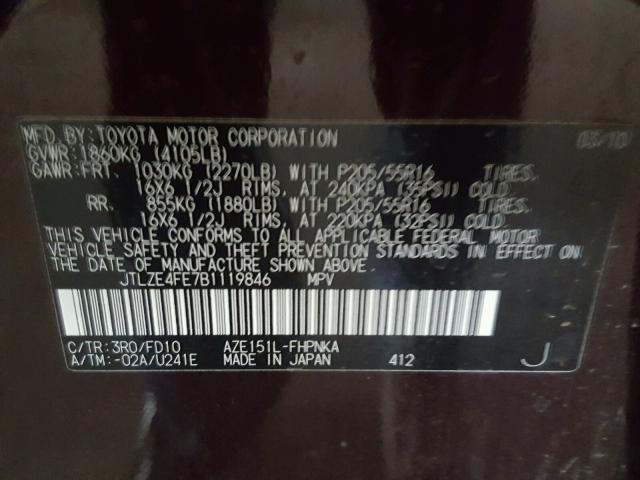 MFD BY: TOYOTA MOTOR CORPORATION 03/10
GVWR: 1860KG (4105LB)
GAWR: FRT. 1030KG (2270LB) WITH P205/55R16 TIRES,
16X6 1/2J RIMS, AT 240KPA (35PSI) COLD
RR. 855KG (1880LB) WITH P205/55R16 TIRES,
16X6 1/2J RIMS, AT 220KPA (32PSI) COLD
THIS VEHICLE CONFORMS TO ALL APPLICABLE FEDERAL MOTOR
VEHICLE SAFETY AND THEFT PREVENTION STANDARDS IN EFFECT ON
THE DATE OF MANUFACTURE SHOWN ABOVE.
JTLZE4FE7B1119846 MPV
C/TR: 3R0/FD10 AZE151L-FHPNKA
A/TM: -02A/U241E MADE IN JAPAN 412 J